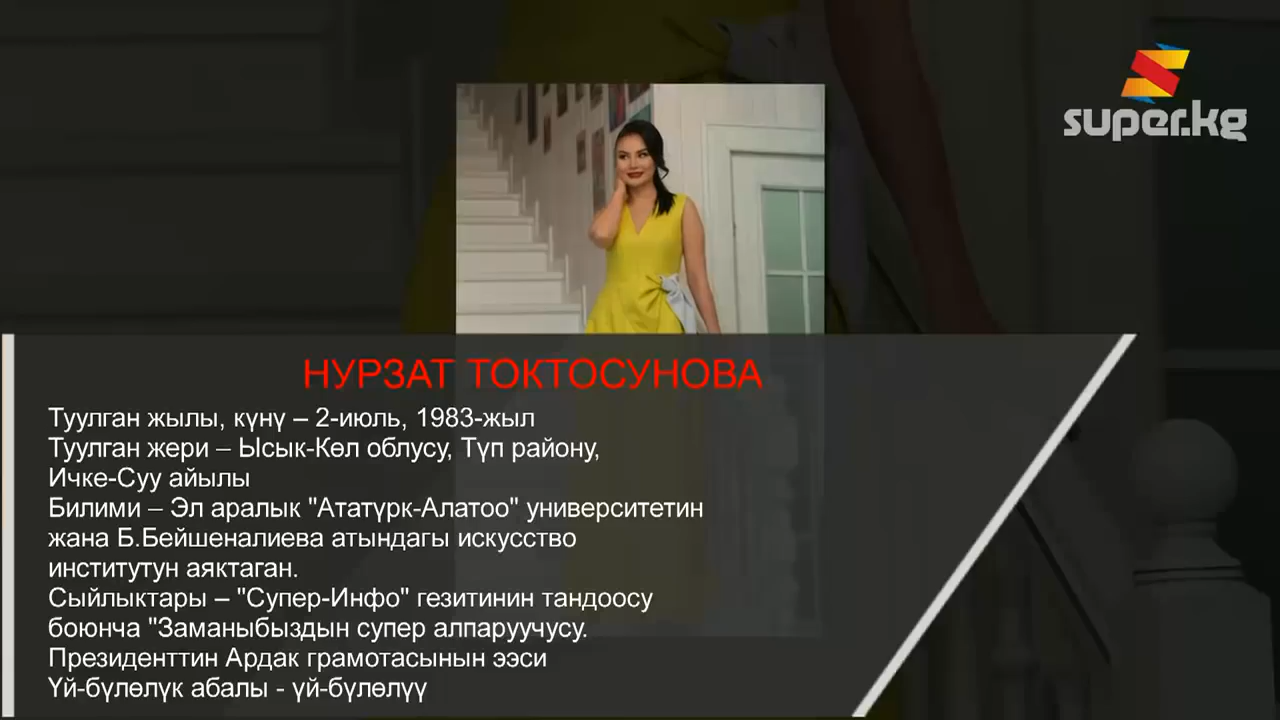 super.kg
НУРЗАТ ТОКТОСУНОВА
Туулган жылы, күнү – 2-июль, 1983-жыл
Туулган жери – Ысык-Көл облусу, Түп району,
Ичке-Суу айылы
Билими – Эл аралык "Ататүрк-Алатоо" университетин
жана Б.Бейшеналиева атындагы искусство
институтун аяктаган.
Сыйлыктары – "Супер-Инфо" гезитинин тандоосу
боюнча "Заманыбыздын супер алпаруучусу.
Президенттин Ардак грамотасынын ээси
Үй-бүлөлүк абалы - үй-бүлөлүү